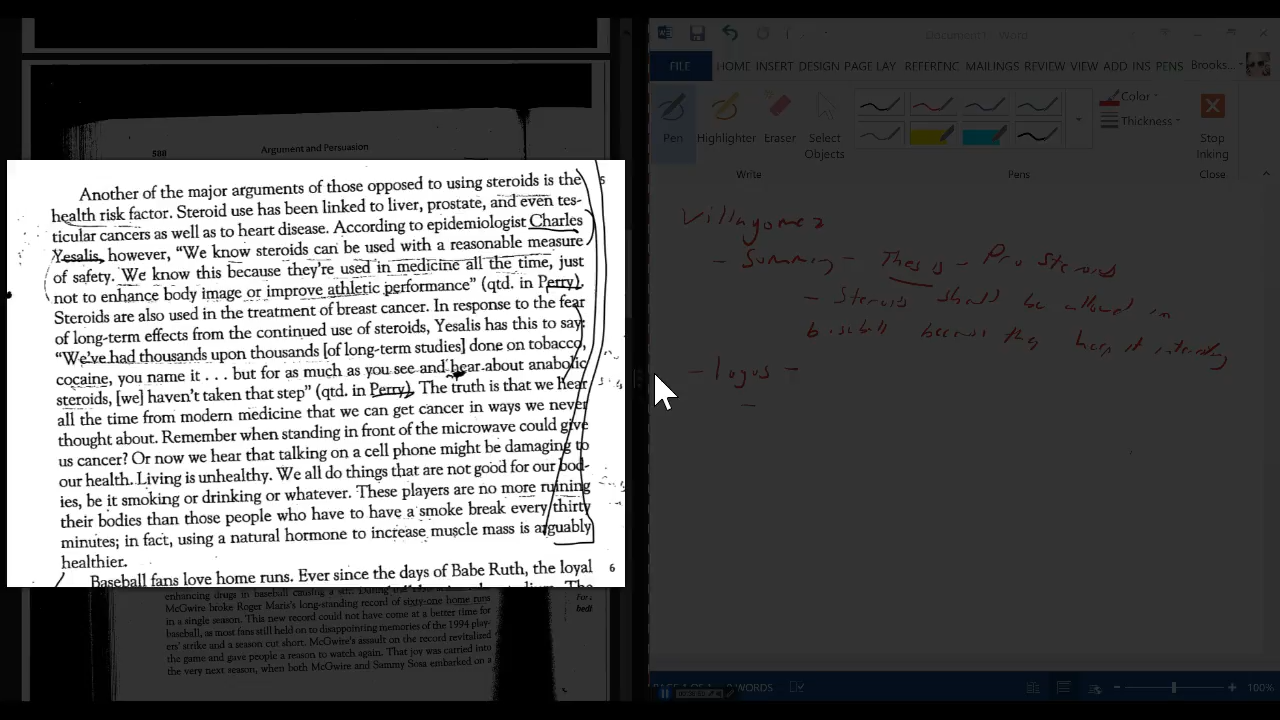 588 Argument and Persuasion
Another of the major arguments of those opposed to using steroids is the 5
health risk factor. Steroid use has been linked to liver, prostate, and even tes-
ticular cancers as well as to heart disease. According to epidemiologist Charles
Yesalis, however, “We know steroids can be used with a reasonable measure
of safety. We know this because they’re used in medicine all the time, just
not to enhance body image or improve athletic performance” (qtd. in Perry).
Steroids are also used in the treatment of breast cancer. In response to the fear
of long-term effects from the continued use of steroids, Yesalis has this to say:
“We’ve had thousands upon thousands [of long-term studies] done on tobacco,
cocaine, you name it . . . but for as much as you see and hear about anabolic
steroids, [we] haven’t taken that step” (qtd. in Perry). The truth is that we hear
all the time from modern medicine that we can get cancer in ways we never
thought about. Remember when standing in front of the microwave could give
us cancer? Or now we hear that talking on a cell phone might be damaging to
our health. Living is unhealthy. We all do things that are not good for our bod-
ies, be it smoking or drinking or whatever. These players are no more ruining
their bodies than those people who have to have a smoke break every thirty
minutes; in fact, using a natural hormone to increase muscle mass is arguably
healthier.
Baseball fans love home runs. Ever since the days of Babe Ruth, the loyal 6
enhancing drugs in baseball causing a stir. During the
McGwire broke Roger Maris's long-standing record of sixty-one home runs
in a single season. This new record could not have come at a better time for
baseball, as most fans still held on to disappointing memories of the 1994 play-
ers' strike and a season cut short. McGwire's assault on the record revitalised
the game and gave people a reason to watch again. That joy was carried into
the very next season, when both McGwire and Sammy Sosa embarked on a
Document1 - Word
FILE HOME INSERT DESIGN PAGE LAY REFERENC MAILINGS REVIEW VIEW ADD INS PENS Brooks...
Pen Highlighter Eraser Select Objects
Color
Thickness
Stop Inking
Write Pens Close
Villagomez
- Summary - Thesis - Pro Steroids
- Steroids should be allowed in
baseball because they keep it interesting
- Logos -
-
0 WORDS 100%